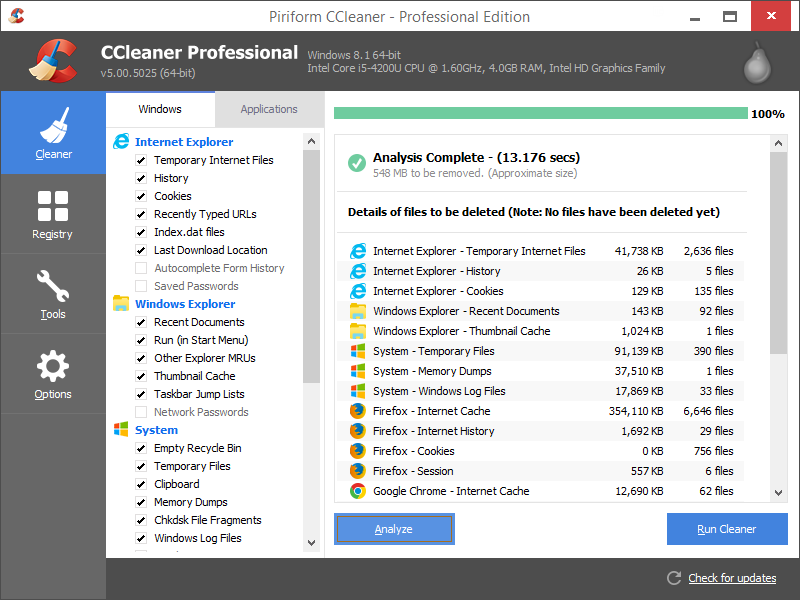 Piriform CCleaner - Professional Edition
CCleaner Professional
v5.00.5025 (64-bit)
Windows 8.1 64-bit
Intel Core i5-4200U CPU @ 1.60GHz, 4.0GB RAM, Intel HD Graphics Family
Cleaner
Registry
Tools
Options
Windows Applications
Internet Explorer
Temporary Internet Files
History
Cookies
Recently Typed URLs
Index.dat files
Last Download Location
Autocomplete Form History
Saved Passwords
Windows Explorer
Recent Documents
Run (in Start Menu)
Other Explorer MRUs
Thumbnail Cache
Taskbar Jump Lists
Network Passwords
System
Empty Recycle Bin
Temporary Files
Clipboard
Memory Dumps
Chkdsk File Fragments
Windows Log Files
100%
Analysis Complete - (13.176 secs)
548 MB to be removed. (Approximate size)
Details of files to be deleted (Note: No files have been deleted yet)
Internet Explorer - Temporary Internet Files 41,738 KB 2,636 files
Internet Explorer - History 26 KB 5 files
Internet Explorer - Cookies 129 KB 135 files
Windows Explorer - Recent Documents 143 KB 92 files
Windows Explorer - Thumbnail Cache 1,024 KB 1 files
System - Temporary Files 91,139 KB 390 files
System - Memory Dumps 37,510 KB 1 files
System - Windows Log Files 17,869 KB 33 files
Firefox - Internet Cache 354,110 KB 6,646 files
Firefox - Internet History 1,692 KB 29 files
Firefox - Cookies 0 KB 756 files
Firefox - Session 557 KB 6 files
Google Chrome - Internet Cache 12,690 KB 62 files
Analyze
Run Cleaner
Check for updates